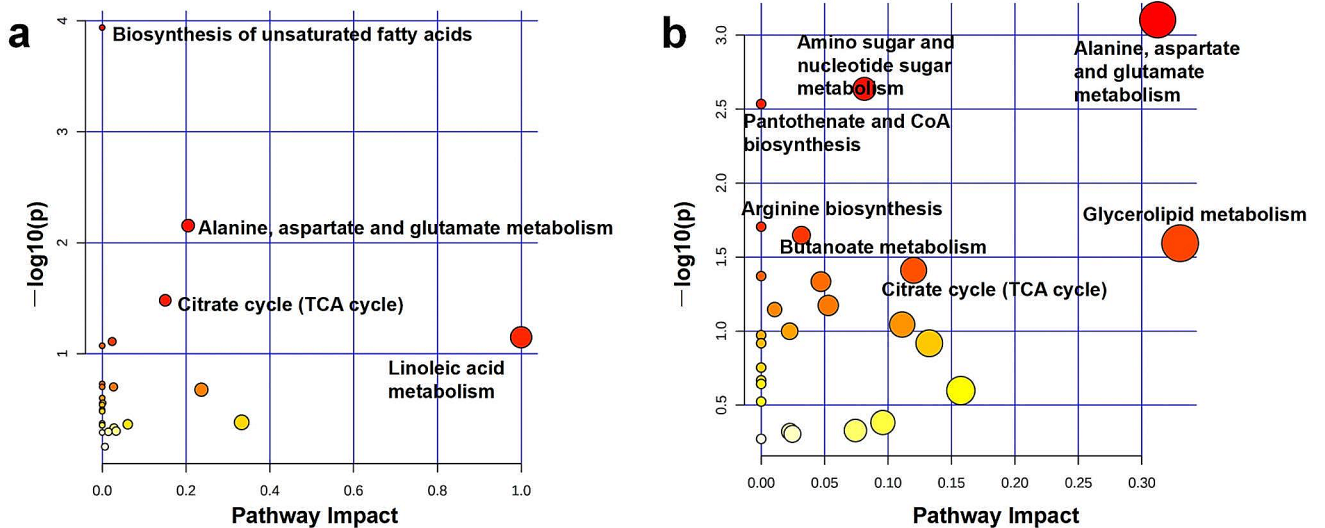 a
4
3
2
1
—log10(p)
Biosynthesis of unsaturated fatty acids
Alanine, aspartate and glutamate metabolism
Citrate cycle (TCA cycle)
Linoleic acid
metabolism
0.0 0.2 0.4 0.6 0.8 1.0
Pathway Impact
b
3.0
2.5
2.0
1.5
1.0
0.5
—log10(p)
Amino sugar and
nucleotide sugar
metabolism
Alanine, aspartate
and glutamate
metabolism
Pantothenate and CoA
biosynthesis
Arginine biosynthesis
Glycerolipid metabolism
Butanoate metabolism
Citrate cycle (TCA cycle)
0.00 0.05 0.10 0.15 0.20 0.25 0.30
Pathway Impact